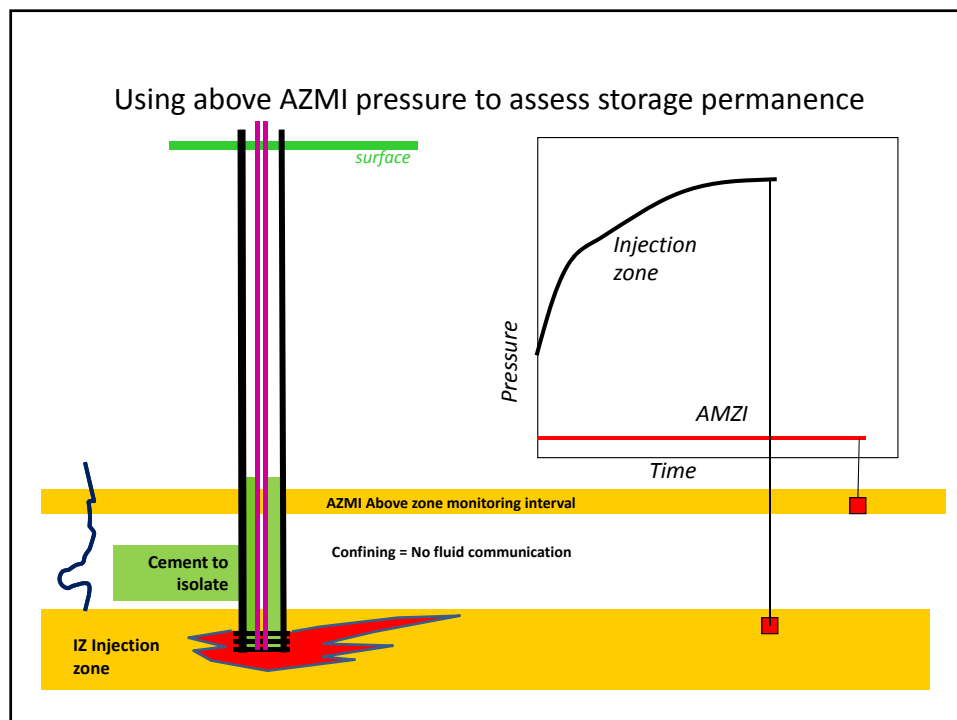 Using above AZMI pressure to assess storage permanence
surface
Injection
zone
Pressure
AMZI
Time
AZMI Above zone monitoring interval
Confining = No fluid communication
Cement to
isolate
IZ Injection
zone